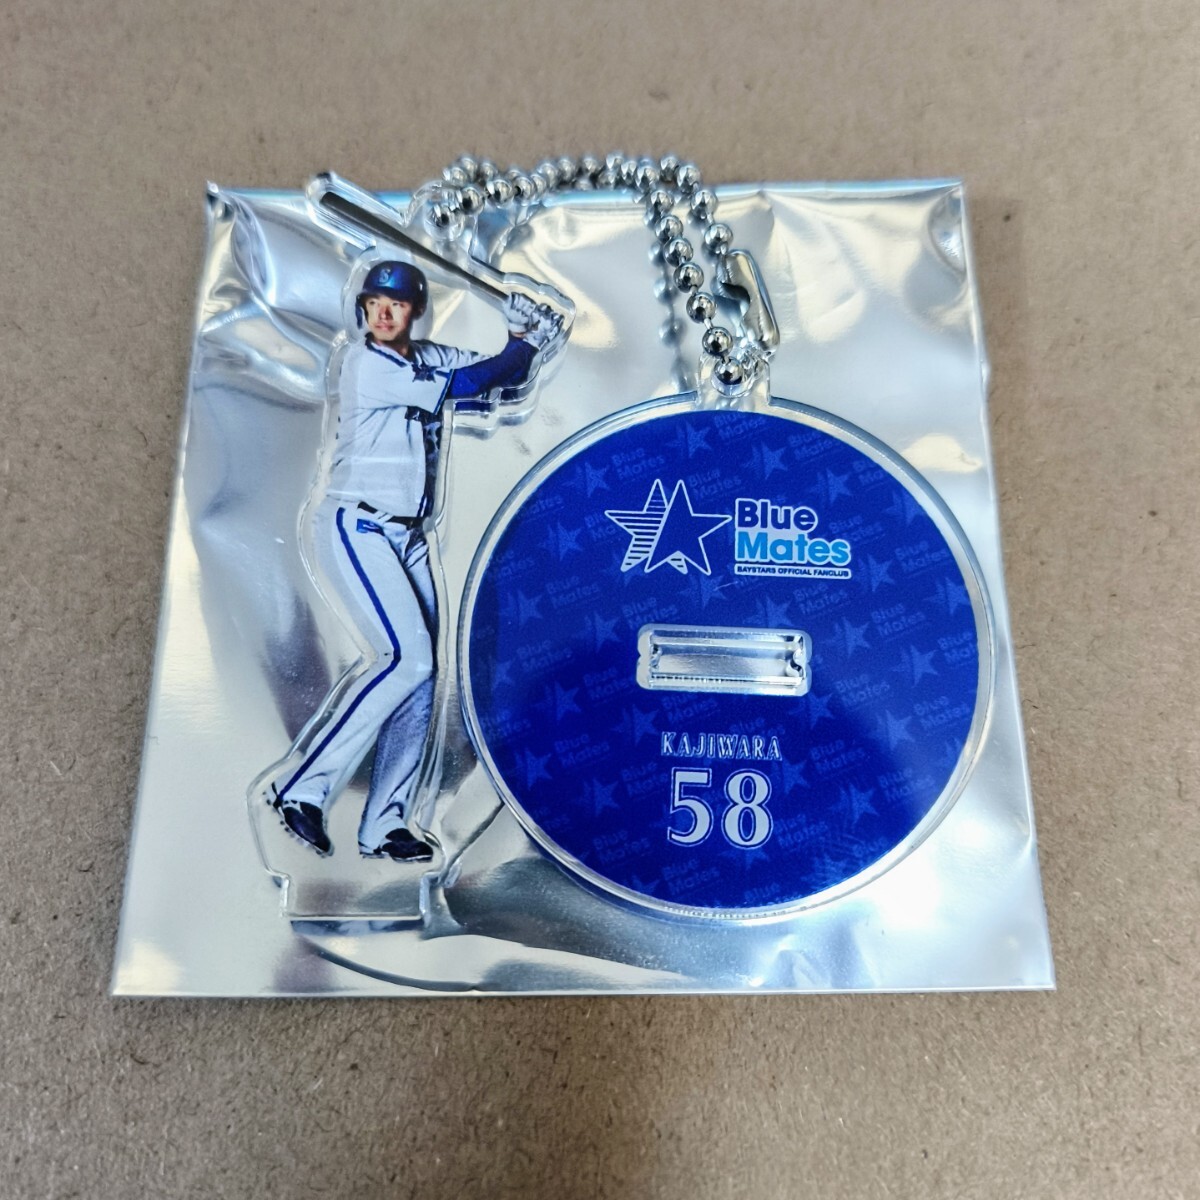 S
Blue
Mates
BAYSTARS OFFICIAL FANCLUB
KAJIWARA
58